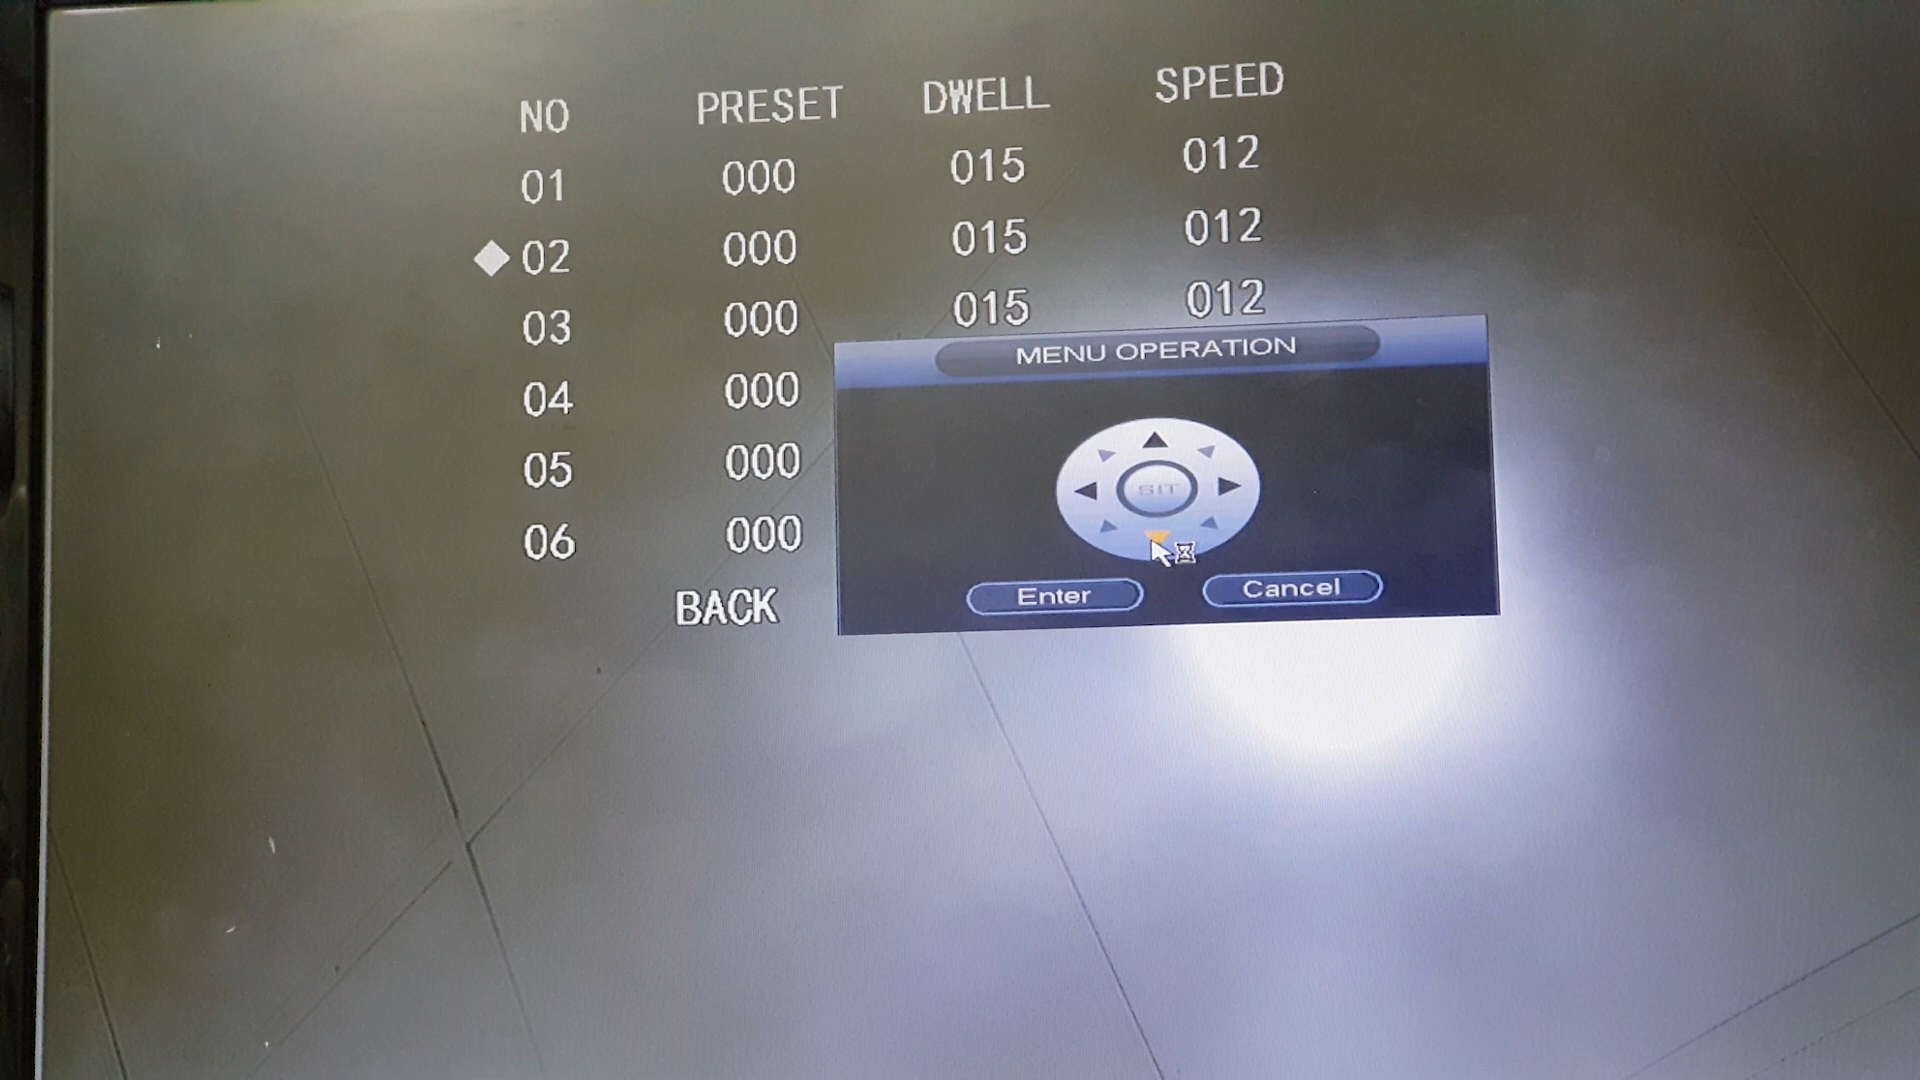 NO PRESET DWELL SPEED
01 000 015 012
02 000 015 012
03 000 015 012
MENU OPERATION
04 000
05 000
SIT
06 000
Enter Cancel
BACK